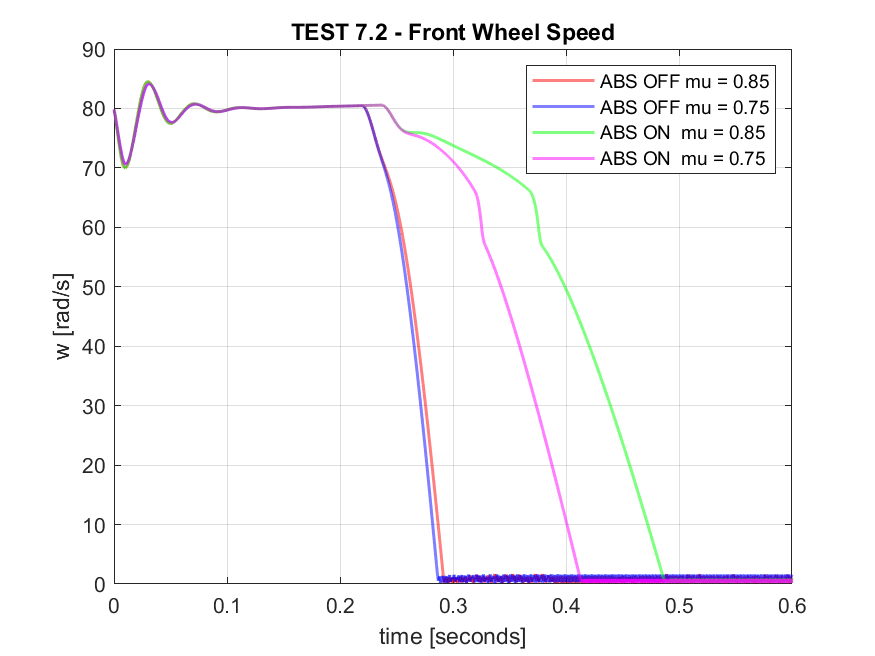 TEST 7.2 - Front Wheel Speed
90
80
70
60
50
40
30
20
10
0
w [rad/s]
ABS OFF mu = 0.85
ABS OFF mu = 0.75
ABS ON  mu = 0.85
ABS ON  mu = 0.75
0 0.1 0.2 0.3 0.4 0.5 0.6
time [seconds]